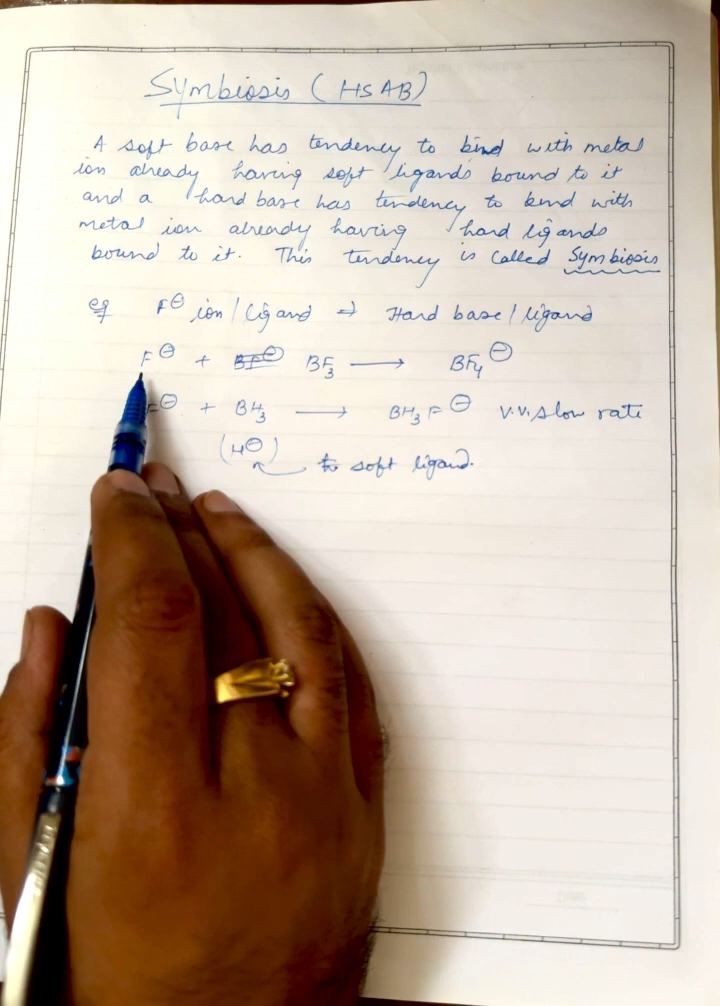 Symbiosis (HSAB)
A soft base has tendency to bind with metal
ion already having soft ligands bound to it
and a hard base has tendency to bind with
metal ion already having hard ligands
bound to it. This tendency is called Symbiosis
eg F⊖ ion/ligand → Hard base/ligand
F⊖ + BF₃ ⟶ BF₄⊖
F⊖ + BH₃ ⟶ BH₃F⊖ v.v.slow rate
(H⊖) soft ligand.